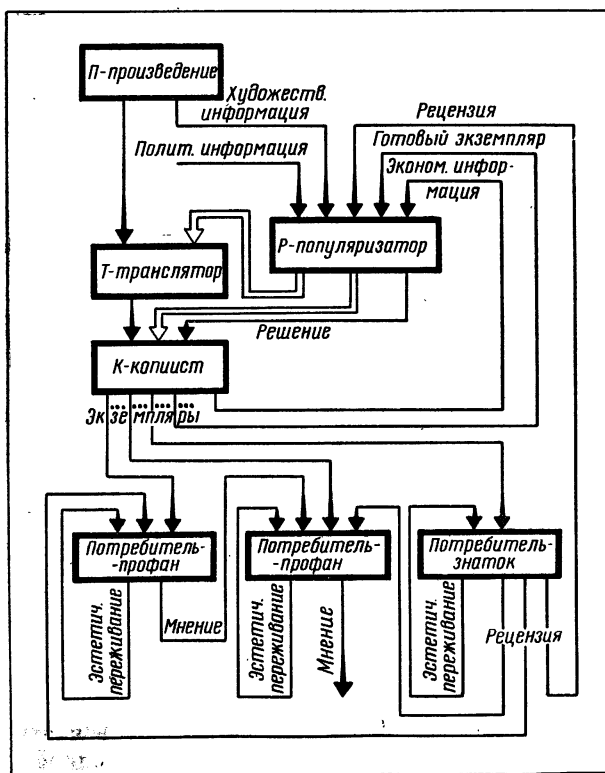 П-произведение
Художеств.
информация
Рецензия
Готовый экземпляр
Полит. информация
Эконом. инфор-
мация
Р-популяризатор
Т-транслятор
Решение
К-копиист
Экземпляры
Потребитель-
-профан
Потребитель-
-профан
Потребитель-
знаток
Эстетич.
переживание
Мнение
Эстетич.
переживание
Мнение
Эстетич.
переживание
Рецензия